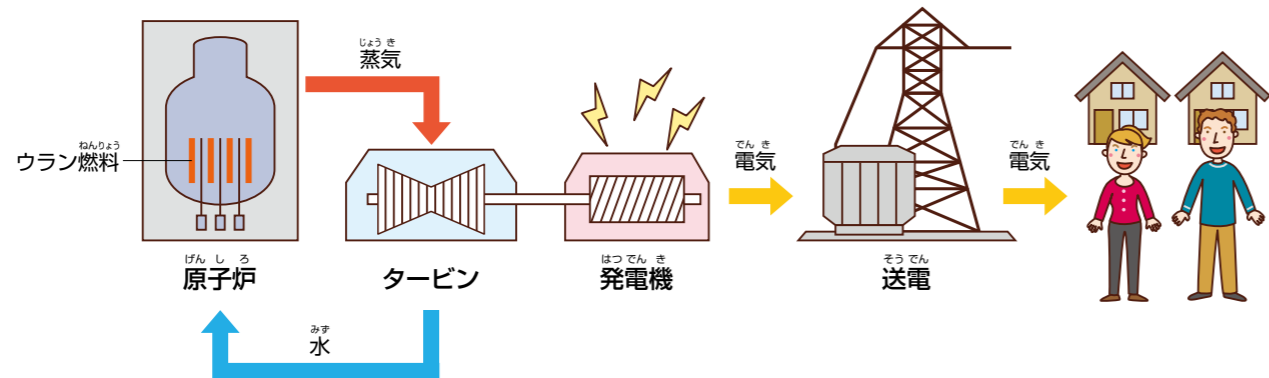 じょう き
蒸気
ねんりょう
ウラン燃料
でん き
電気
でん き
電気
げん し ろ
原子炉
タービン
はつ でん き
発電機
そう でん
送電
みず
水